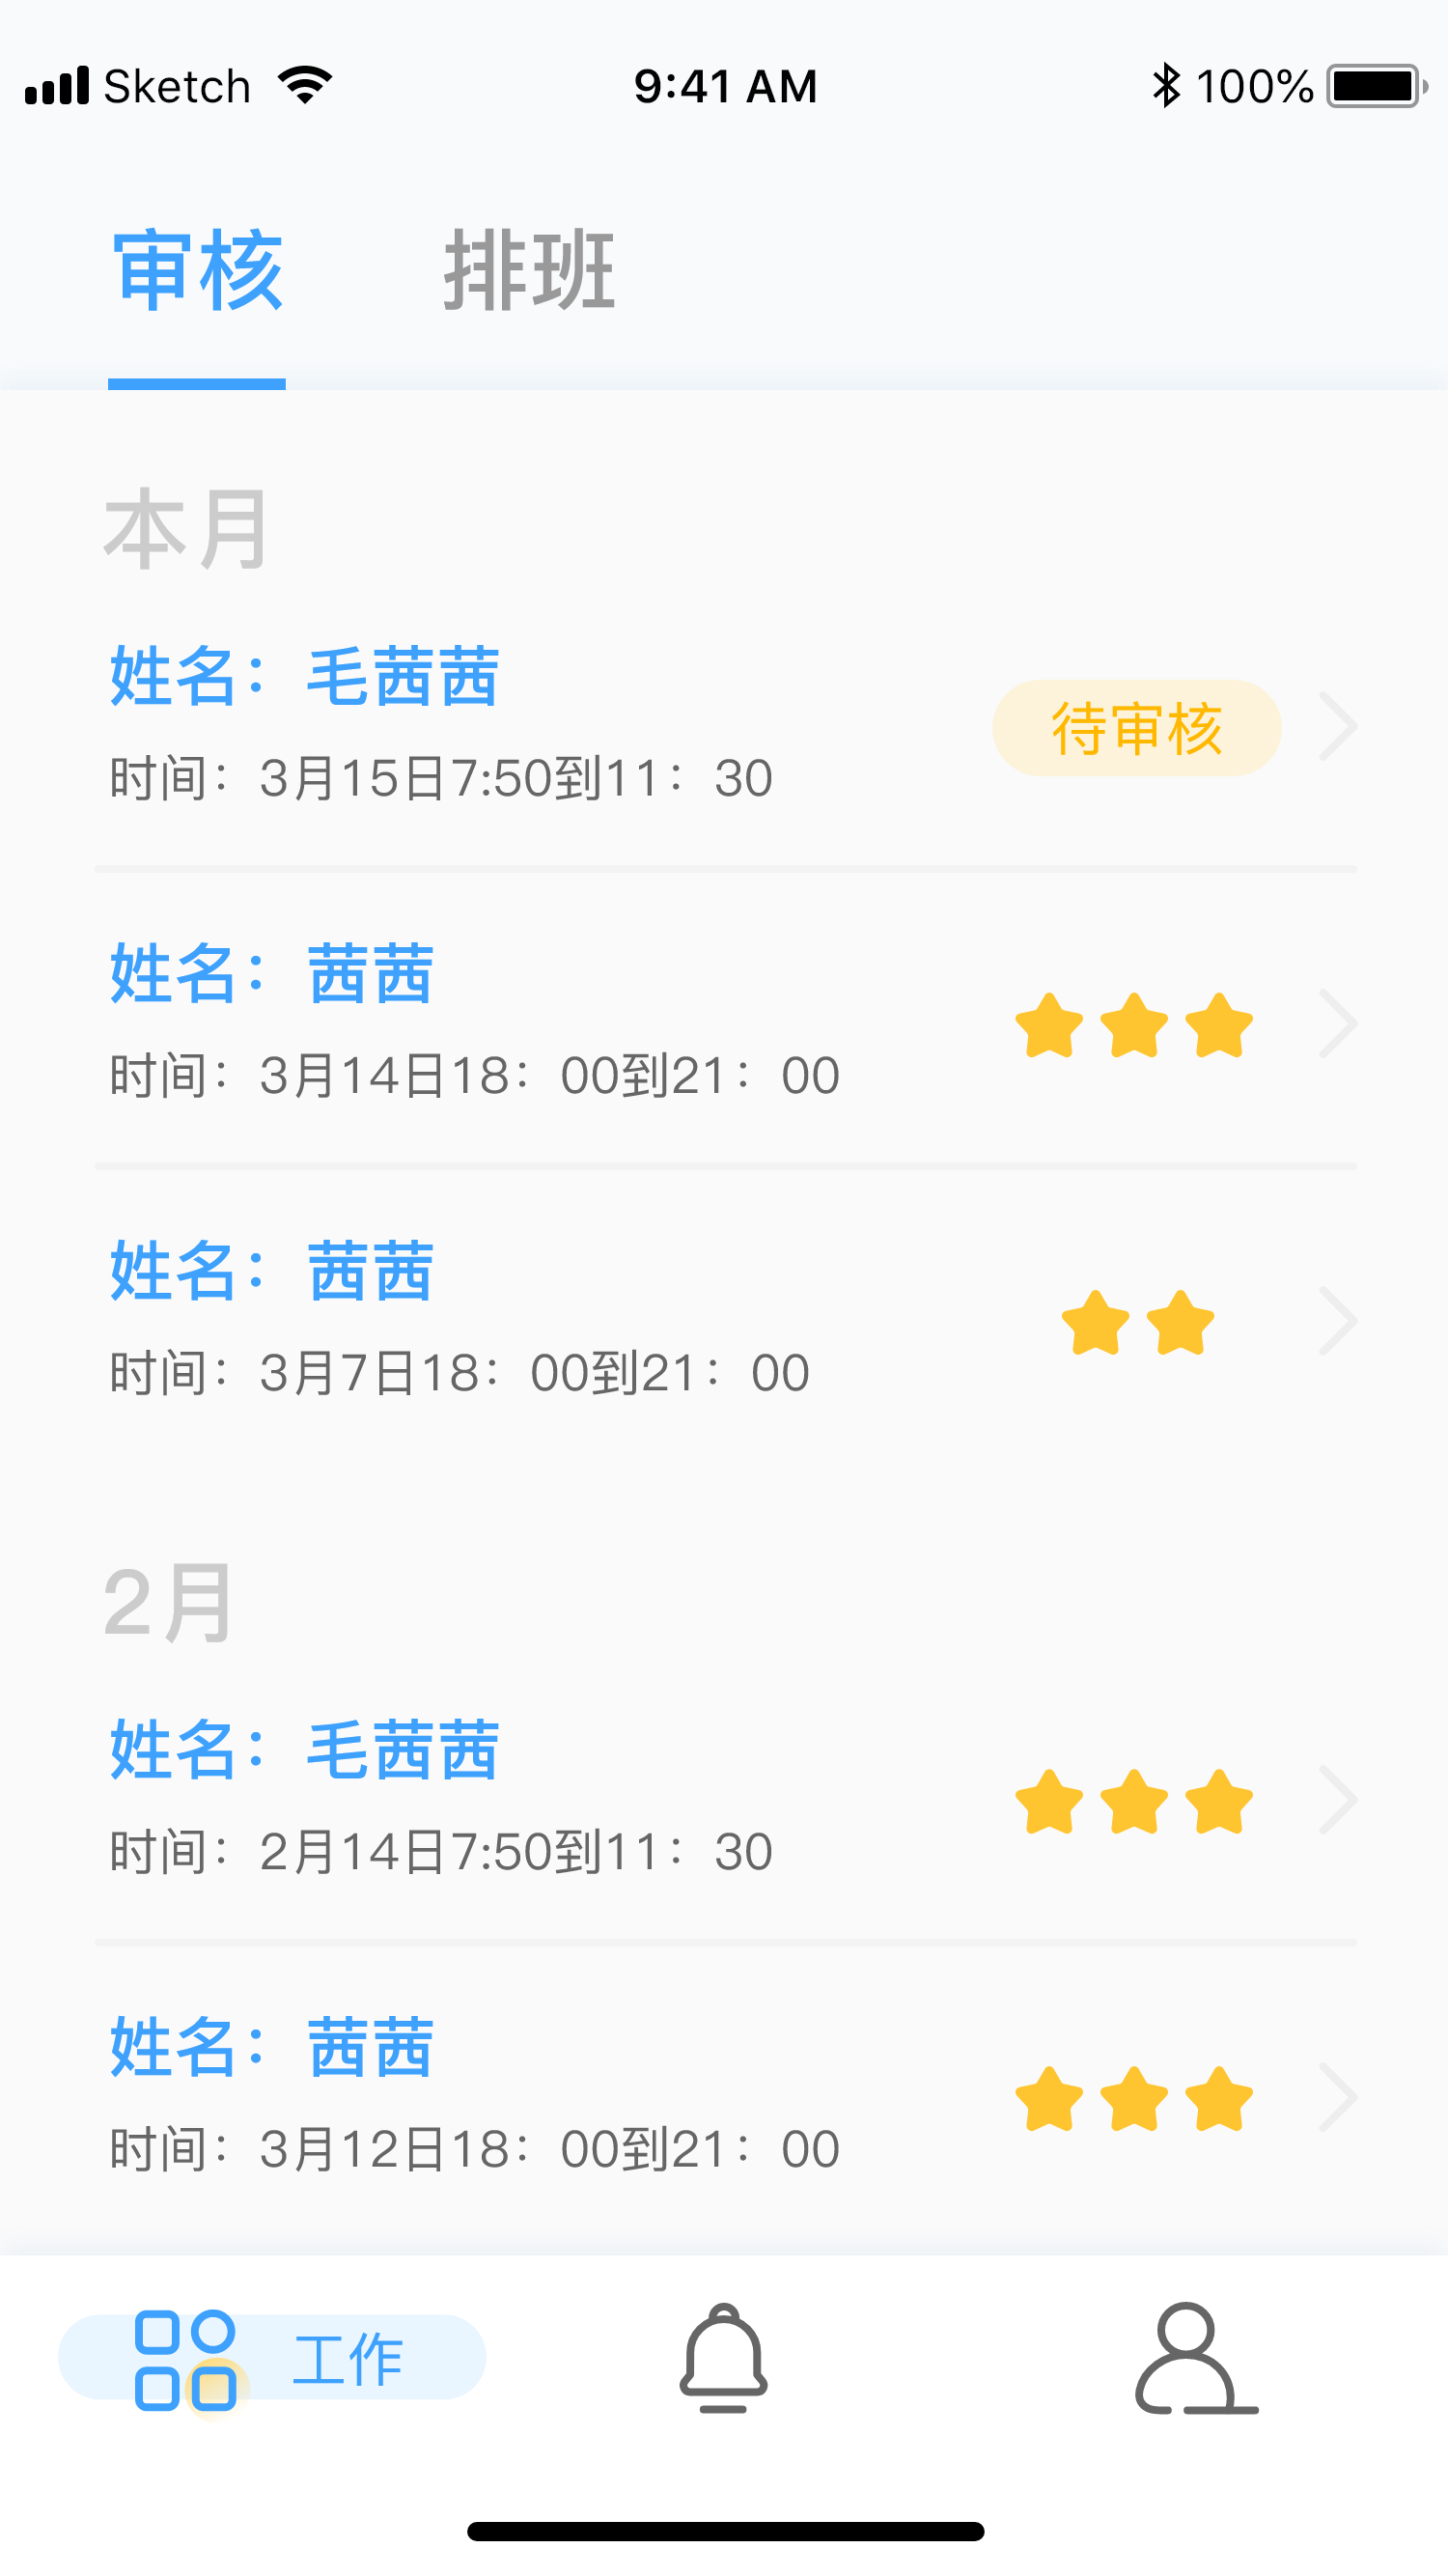 Sketch 9:41 AM 100%
审核 排班
本月
姓名：毛茜茜
待审核
时间：3月15日7:50到11：30
姓名：茜茜
时间：3月14日18：00到21：00
姓名：茜茜
时间：3月7日18：00到21：00
2月
姓名：毛茜茜
时间：2月14日7:50到11：30
姓名：茜茜
时间：3月12日18：00到21：00
工作